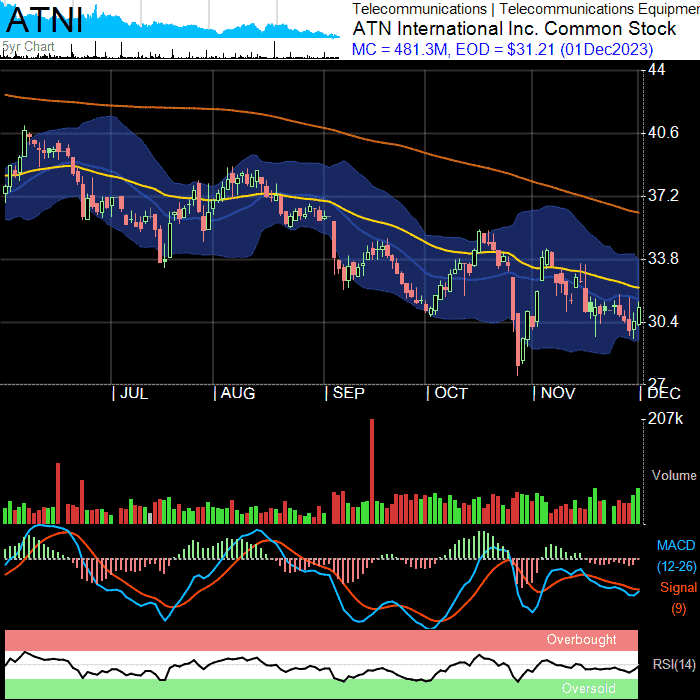 ATNI
5yr Chart
Telecommunications | Telecommunications Equipmen
ATN International Inc. Common Stock
MC = 481.3M, EOD = $31.21 (01Dec2023)
44
40.6
37.2
33.8
30.4
27
| JUL | AUG | SEP | OCT | NOV | DEC
207k
Volume
MACD
(12-26)
Signal
(9)
Overbought
RSI(14)
Oversold